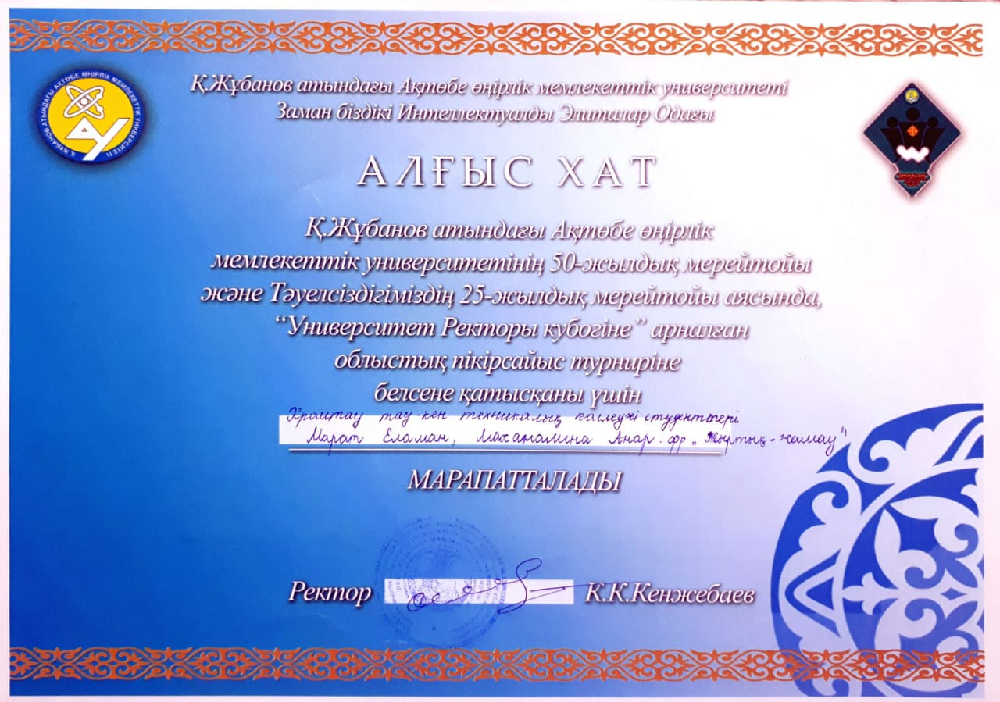 Қ.Жұбанов атындағы Ақтөбе өңірлік мемлекеттік университеті
Заман біздікі Интеллектуалды Элиталар Одағы
Қ. ЖҰБАНОВ АТЫНДАҒЫ АҚТӨБЕ ӨҢІРЛІК МЕМЛЕКЕТТІК УНИВЕРСИТЕТІ
АУ
АЛҒЫС ХАТ
Қ.Жұбанов атындағы Ақтөбе өңірлік
мемлекеттік университетінің 50-жылдық мерейтойы
және Тәуелсіздігіміздің 25-жылдық мерейтойы аясында,
“Университет Ректоры кубогіне” арналған
облыстық пікірсайыс турниріне
белсене қатысқаны үшін
Хромтау тау-кен техникалық колледжі студенттері
Марат Еламан, Анар. фр „Жыртық-жамау"
МАРАПАТТАЛАДЫ
Ректор К.К.Кенжебаев